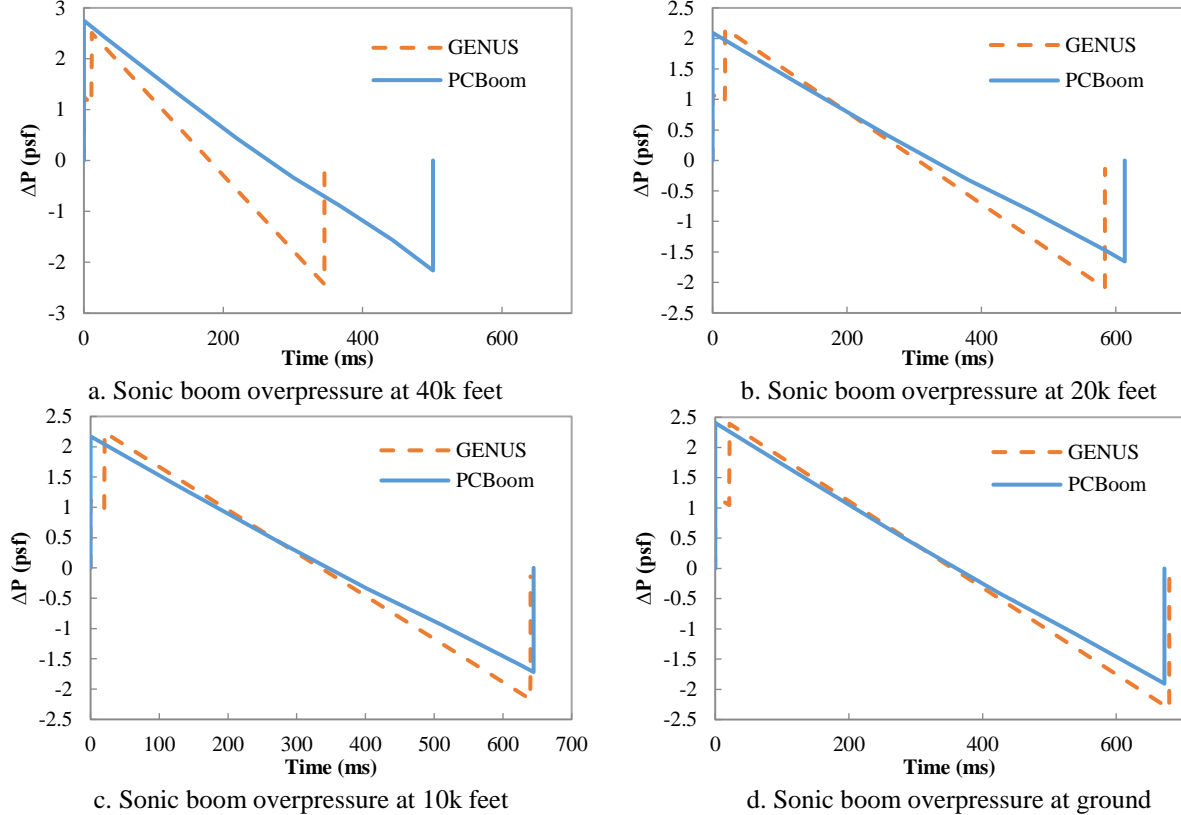 3
2
1
0
-1
-2
-3
ΔP (psf)
0 200 400 600
Time (ms)
GENUS
PCBoom
a. Sonic boom overpressure at 40k feet
2.5
2
1.5
1
0.5
0
-0.5
-1
-1.5
-2
-2.5
ΔP (psf)
0 200 400 600
Time (ms)
GENUS
PCBoom
b. Sonic boom overpressure at 20k feet
2.5
2
1.5
1
0.5
0
-0.5
-1
-1.5
-2
-2.5
ΔP (psf)
0 100 200 300 400 500 600 700
Time (ms)
GENUS
PCBoom
c. Sonic boom overpressure at 10k feet
2.5
2
1.5
1
0.5
0
-0.5
-1
-1.5
-2
-2.5
ΔP (psf)
0 200 400 600
Time (ms)
GENUS
PCBoom
d. Sonic boom overpressure at ground